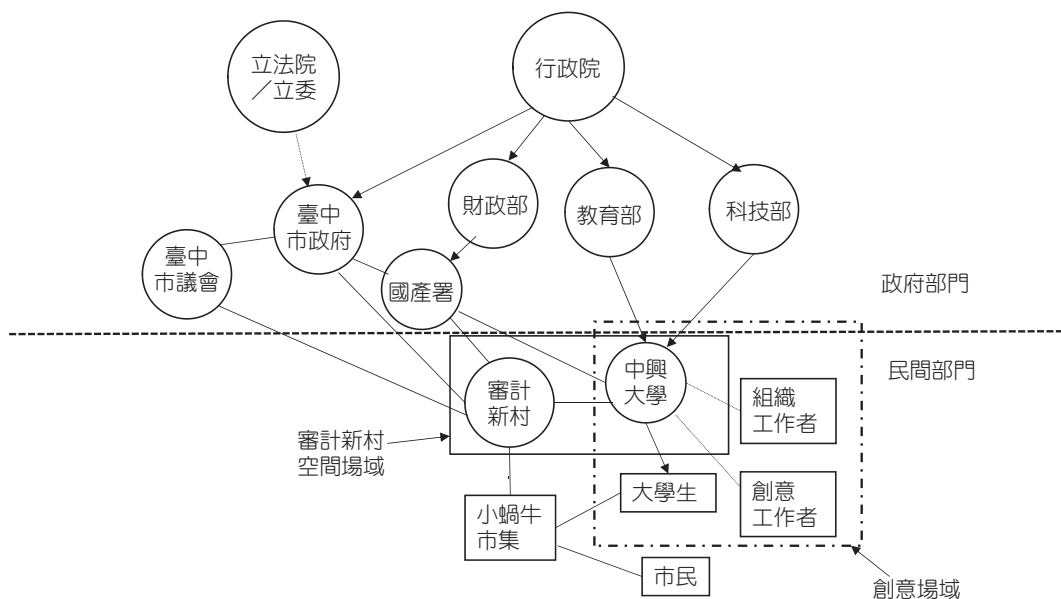 立法院
／立委
行政院
臺中
市政府
財政部
教育部
科技部
臺中
市議會
國產署
政府部門
民間部門
審計
新村
中興
大學
組織
工作者
審計新村
空間場域
大學生
創意
工作者
小蝸牛
市集
市民
創意場域